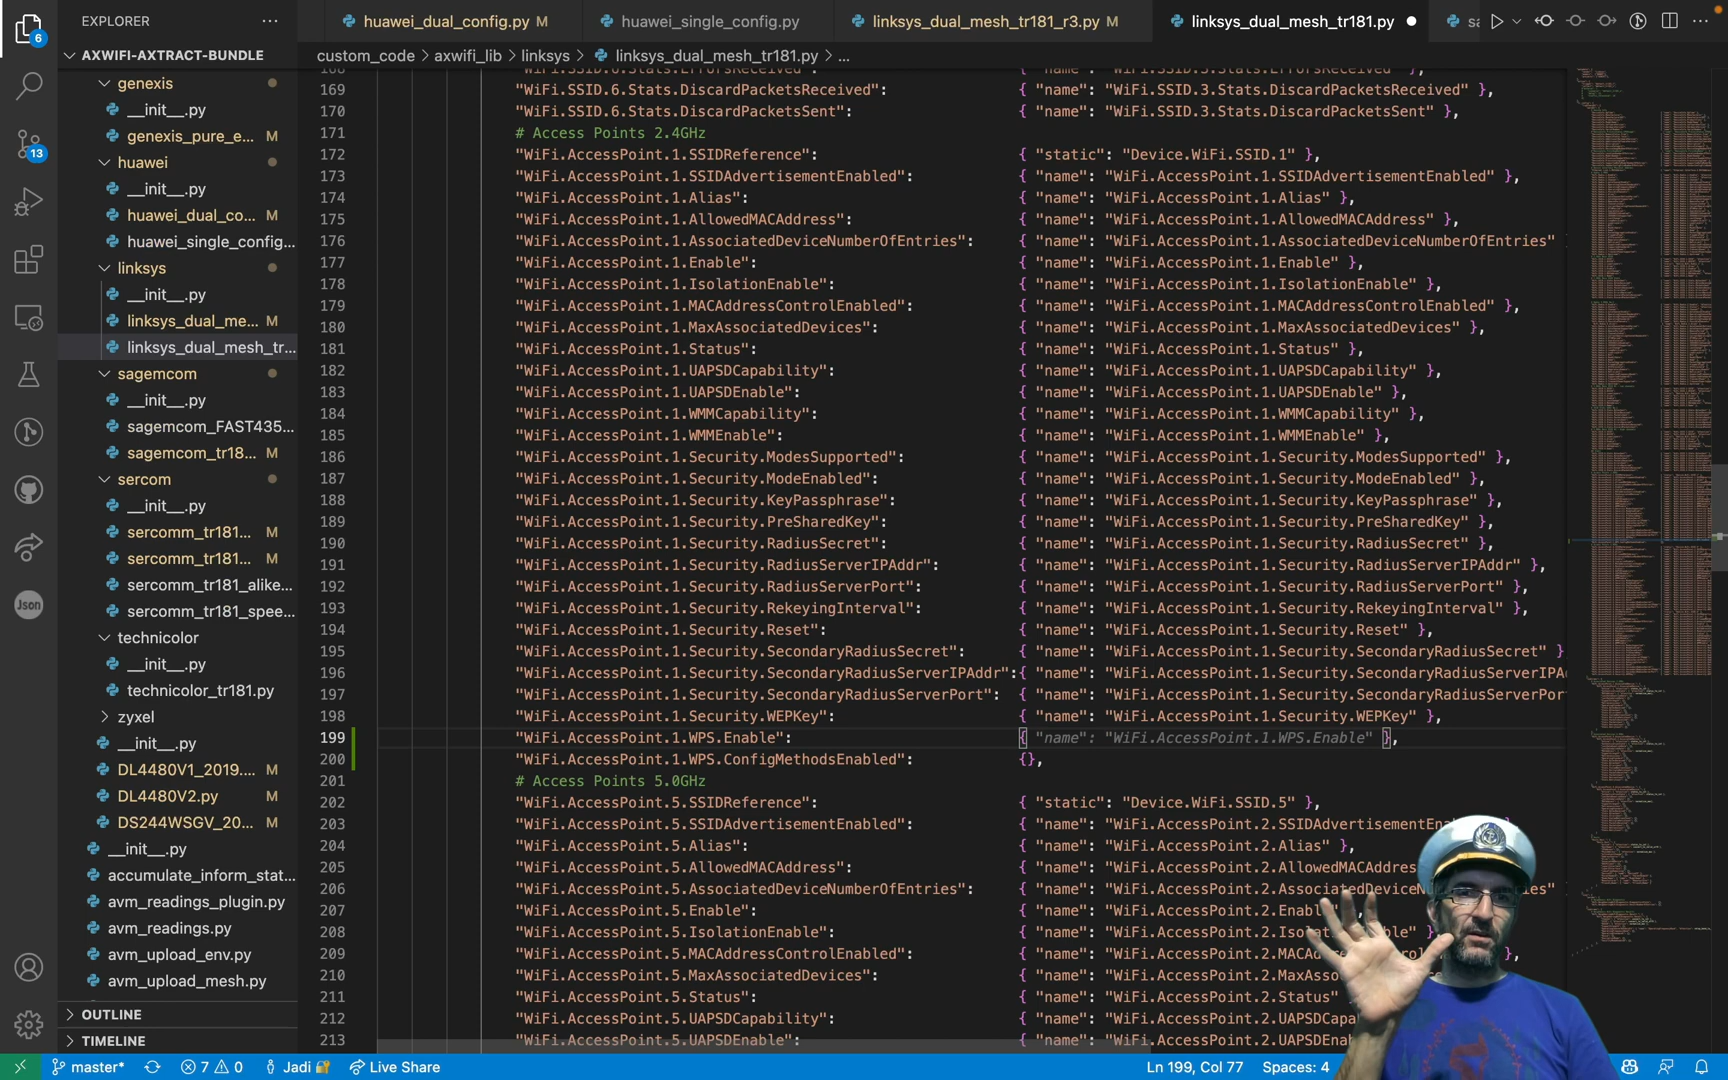 EXPLORER
AXWIFI-AXTRACT-BUNDLE
genexis
__init__.py
genexis_pure_e... M
huawei
__init__.py
huawei_dual_co... M
huawei_single_config...
linksys
__init__.py
linksys_dual_me... M
linksys_dual_mesh_tr...
sagemcom
__init__.py
sagemcom_FAST435...
sagemcom_tr18... M
sercom
__init__.py
sercomm_tr181... M
sercomm_tr181... M
sercomm_tr181_alike...
sercomm_tr181_spee...
technicolor
__init__.py
technicolor_tr181.py
zyxel
__init__.py
DL4480V1_2019... M
DL4480V2.py M
DS244WSGV_20... M
__init__.py
accumulate_inform_stat...
avm_readings_plugin.py
avm_readings.py
avm_upload_env.py
avm_upload_mesh.py
OUTLINE
TIMELINE
6
13
Json
huawei_dual_config.py M
huawei_single_config.py
linksys_dual_mesh_tr181_r3.py M
linksys_dual_mesh_tr181.py
custom_code > axwifi_lib > linksys > linksys_dual_mesh_tr181.py > ...
168 "WiFi.SSID.6.Stats.ErrorsReceived": { "name": "WiFi.SSID.3.Stats.ErrorsReceived" },
169 "WiFi.SSID.6.Stats.DiscardPacketsReceived": { "name": "WiFi.SSID.3.Stats.DiscardPacketsReceived" },
170 "WiFi.SSID.6.Stats.DiscardPacketsSent": { "name": "WiFi.SSID.3.Stats.DiscardPacketsSent" },
171 # Access Points 2.4GHz
172 "WiFi.AccessPoint.1.SSIDReference": { "static": "Device.WiFi.SSID.1" },
173 "WiFi.AccessPoint.1.SSIDAdvertisementEnabled": { "name": "WiFi.AccessPoint.1.SSIDAdvertisementEnabled" },
174 "WiFi.AccessPoint.1.Alias": { "name": "WiFi.AccessPoint.1.Alias" },
175 "WiFi.AccessPoint.1.AllowedMACAddress": { "name": "WiFi.AccessPoint.1.AllowedMACAddress" },
176 "WiFi.AccessPoint.1.AssociatedDeviceNumberOfEntries": { "name": "WiFi.AccessPoint.1.AssociatedDeviceNumberOfEntries"
177 "WiFi.AccessPoint.1.Enable": { "name": "WiFi.AccessPoint.1.Enable" },
178 "WiFi.AccessPoint.1.IsolationEnable": { "name": "WiFi.AccessPoint.1.IsolationEnable" },
179 "WiFi.AccessPoint.1.MACAddressControlEnabled": { "name": "WiFi.AccessPoint.1.MACAddressControlEnabled" },
180 "WiFi.AccessPoint.1.MaxAssociatedDevices": { "name": "WiFi.AccessPoint.1.MaxAssociatedDevices" },
181 "WiFi.AccessPoint.1.Status": { "name": "WiFi.AccessPoint.1.Status" },
182 "WiFi.AccessPoint.1.UAPSDCapability": { "name": "WiFi.AccessPoint.1.UAPSDCapability" },
183 "WiFi.AccessPoint.1.UAPSDEnable": { "name": "WiFi.AccessPoint.1.UAPSDEnable" },
184 "WiFi.AccessPoint.1.WMMCapability": { "name": "WiFi.AccessPoint.1.WMMCapability" },
185 "WiFi.AccessPoint.1.WMMEnable": { "name": "WiFi.AccessPoint.1.WMMEnable" },
186 "WiFi.AccessPoint.1.Security.ModesSupported": { "name": "WiFi.AccessPoint.1.Security.ModesSupported" },
187 "WiFi.AccessPoint.1.Security.ModeEnabled": { "name": "WiFi.AccessPoint.1.Security.ModeEnabled" },
188 "WiFi.AccessPoint.1.Security.KeyPassphrase": { "name": "WiFi.AccessPoint.1.Security.KeyPassphrase" },
189 "WiFi.AccessPoint.1.Security.PreSharedKey": { "name": "WiFi.AccessPoint.1.Security.PreSharedKey" },
190 "WiFi.AccessPoint.1.Security.RadiusSecret": { "name": "WiFi.AccessPoint.1.Security.RadiusSecret" },
191 "WiFi.AccessPoint.1.Security.RadiusServerIPAddr": { "name": "WiFi.AccessPoint.1.Security.RadiusServerIPAddr" },
192 "WiFi.AccessPoint.1.Security.RadiusServerPort": { "name": "WiFi.AccessPoint.1.Security.RadiusServerPort" },
193 "WiFi.AccessPoint.1.Security.RekeyingInterval": { "name": "WiFi.AccessPoint.1.Security.RekeyingInterval" },
194 "WiFi.AccessPoint.1.Security.Reset": { "name": "WiFi.AccessPoint.1.Security.Reset" },
195 "WiFi.AccessPoint.1.Security.SecondaryRadiusSecret": { "name": "WiFi.AccessPoint.1.Security.SecondaryRadiusSecret" }
196 "WiFi.AccessPoint.1.Security.SecondaryRadiusServerIPAddr":{ "name": "WiFi.AccessPoint.1.Security.SecondaryRadiusServerIPA
197 "WiFi.AccessPoint.1.Security.SecondaryRadiusServerPort": { "name": "WiFi.AccessPoint.1.Security.SecondaryRadiusServerPor
198 "WiFi.AccessPoint.1.Security.WEPKey": { "name": "WiFi.AccessPoint.1.Security.WEPKey" },
199 "WiFi.AccessPoint.1.WPS.Enable": { "name": "WiFi.AccessPoint.1.WPS.Enable" },
200 "WiFi.AccessPoint.1.WPS.ConfigMethodsEnabled": {},
201 # Access Points 5.0GHz
202 "WiFi.AccessPoint.5.SSIDReference": { "static": "Device.WiFi.SSID.5" },
203 "WiFi.AccessPoint.5.SSIDAdvertisementEnabled": { "name": "WiFi.AccessPoint.2.SSIDAdvertisementEna
204 "WiFi.AccessPoint.5.Alias": { "name": "WiFi.AccessPoint.2.Alias" },
205 "WiFi.AccessPoint.5.AllowedMACAddress": { "name": "WiFi.AccessPoint.2.AllowedMACAddres
206 "WiFi.AccessPoint.5.AssociatedDeviceNumberOfEntries": { "name": "WiFi.AccessPoint.2.AssociatedDeviceN
207 "WiFi.AccessPoint.5.Enable": { "name": "WiFi.AccessPoint.2.Enabl
208 "WiFi.AccessPoint.5.IsolationEnable": { "name": "WiFi.AccessPoint.2.Isola
209 "WiFi.AccessPoint.5.MACAddressControlEnabled": { "name": "WiFi.AccessPoint.2.MACA
210 "WiFi.AccessPoint.5.MaxAssociatedDevices": { "name": "WiFi.AccessPoint.2.MaxAsso
211 "WiFi.AccessPoint.5.Status": { "name": "WiFi.AccessPoint.2.Status"
212 "WiFi.AccessPoint.5.UAPSDCapability": { "name": "WiFi.AccessPoint.2.UAPSDCapa
213 "WiFi.AccessPoint.5.UAPSDEnable": { "name": "WiFi.AccessPoint.2.UAPSDEnabl
master* 7 0 Jadi Live Share Ln 199, Col 77 Spaces: 4